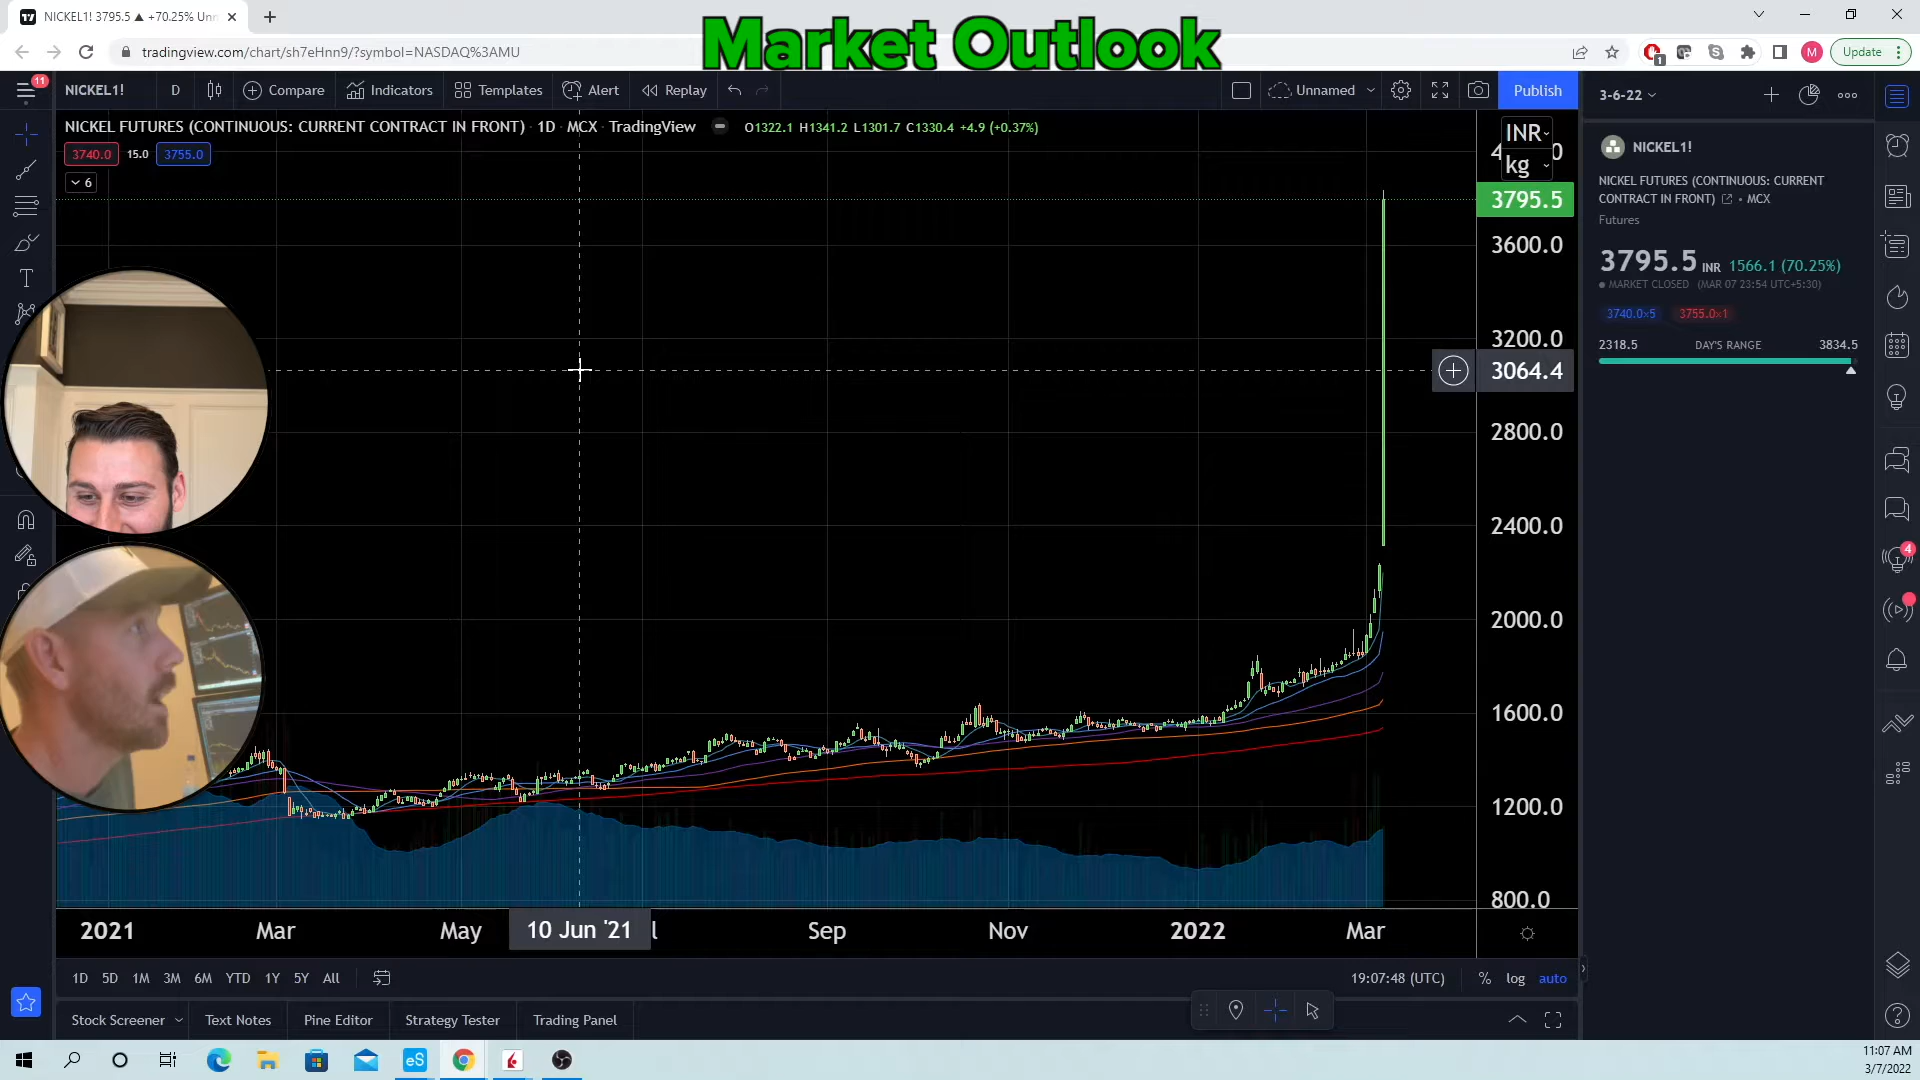 NICKEL1! 3795.5 ▲ +70.25% Unn
Market Outlook
tradingview.com/chart/sh7eHnn9/?symbol=NASDAQ%3AMU
1
M
Update
11
NICKEL1!
D
Compare
Indicators
Templates
Alert
Replay
Unnamed
Publish
3-6-22
NICKEL FUTURES (CONTINUOUS: CURRENT CONTRACT IN FRONT) · 1D · MCX · TradingView
O1322.1 H1341.2 L1301.7 C1330.4 +4.9 (+0.37%)
3740.0 15.0 3755.0
6
INR
kg
3795.5
3600.0
3200.0
3064.4
2800.0
2400.0
2000.0
1600.0
1200.0
800.0
NICKEL1!
NICKEL FUTURES (CONTINUOUS: CURRENT
CONTRACT IN FRONT) • MCX
Futures
3795.5 INR 1566.1 (70.25%)
MARKET CLOSED (MAR 07 23:54 UTC+5:30)
3740.0×5 3755.0×1
2318.5 DAY'S RANGE 3834.5
4
2021 Mar May 10 Jun '21 Sep Nov 2022 Mar
1D 5D 1M 3M 6M YTD 1Y 5Y All
19:07:48 (UTC) % log auto
Stock Screener Text Notes Pine Editor Strategy Tester Trading Panel
eS
11:07 AM
3/7/2022